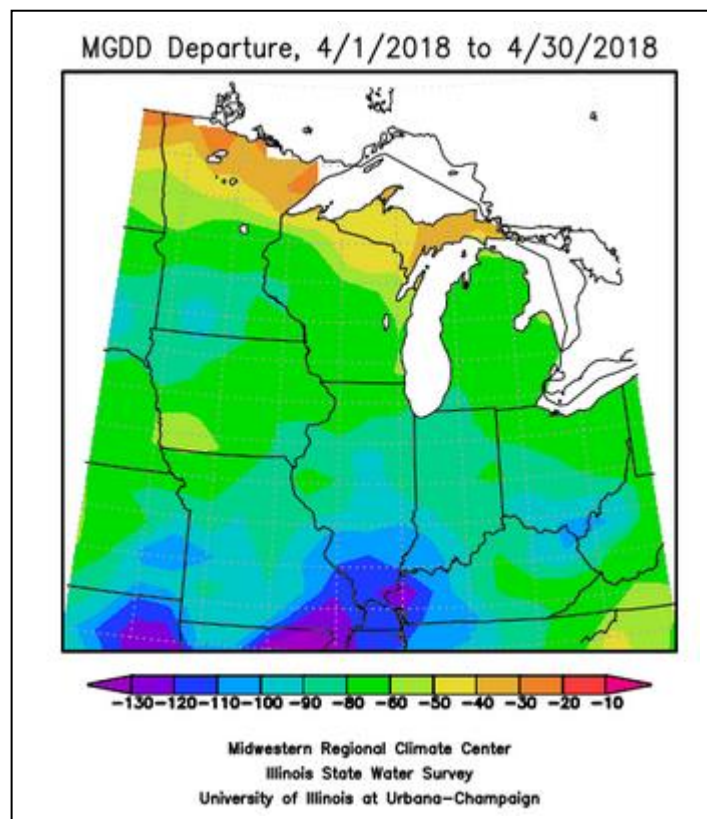 MGDD Departure, 4/1/2018 to 4/30/2018
-130-120-110-100 -90 -80 -60 -50 -40 -30 -20 -10
Midwestern Regional Climate Center
Illinois State Water Survey
University of Illinois at Urbana-Champaign